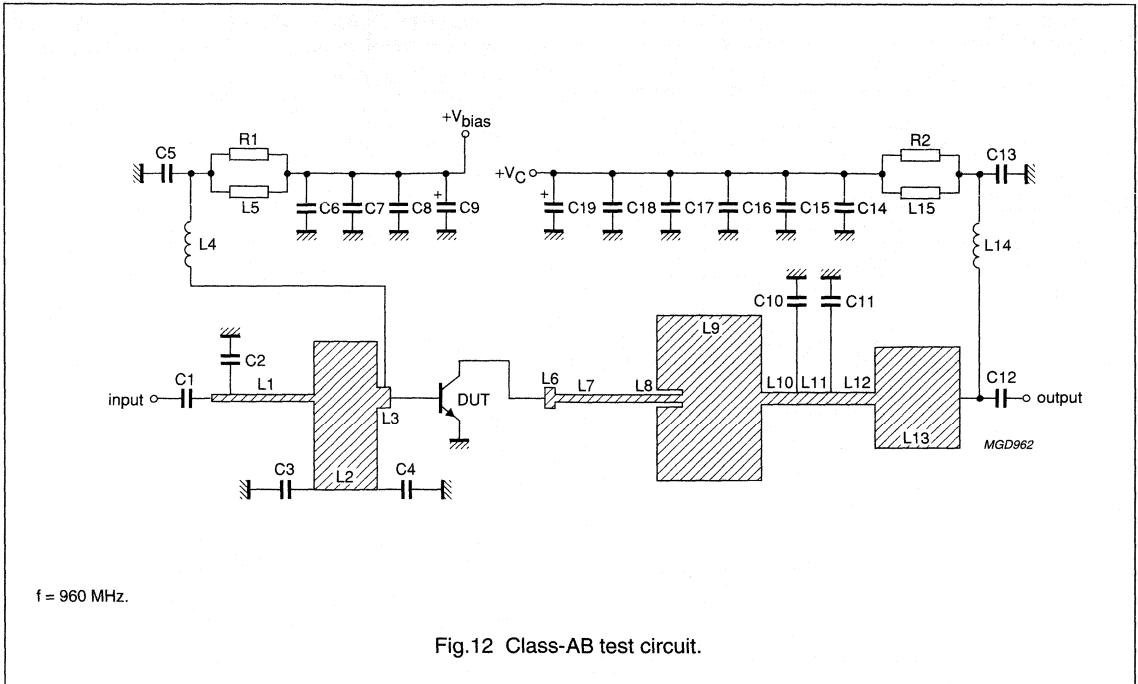 +Vbias
C5
R1
L5
C6
C7
C8
C9
+
L4
+VC
+
C19
C18
C17
C16
C15
C14
R2
L15
C13
L14
C10
C11
L9
C2
C1
L1
input
L3
DUT
L6
L7
L8
L10
L11
L12
C12
output
L13
MGD962
C3
L2
C4
f = 960 MHz.
Fig.12 Class-AB test circuit.